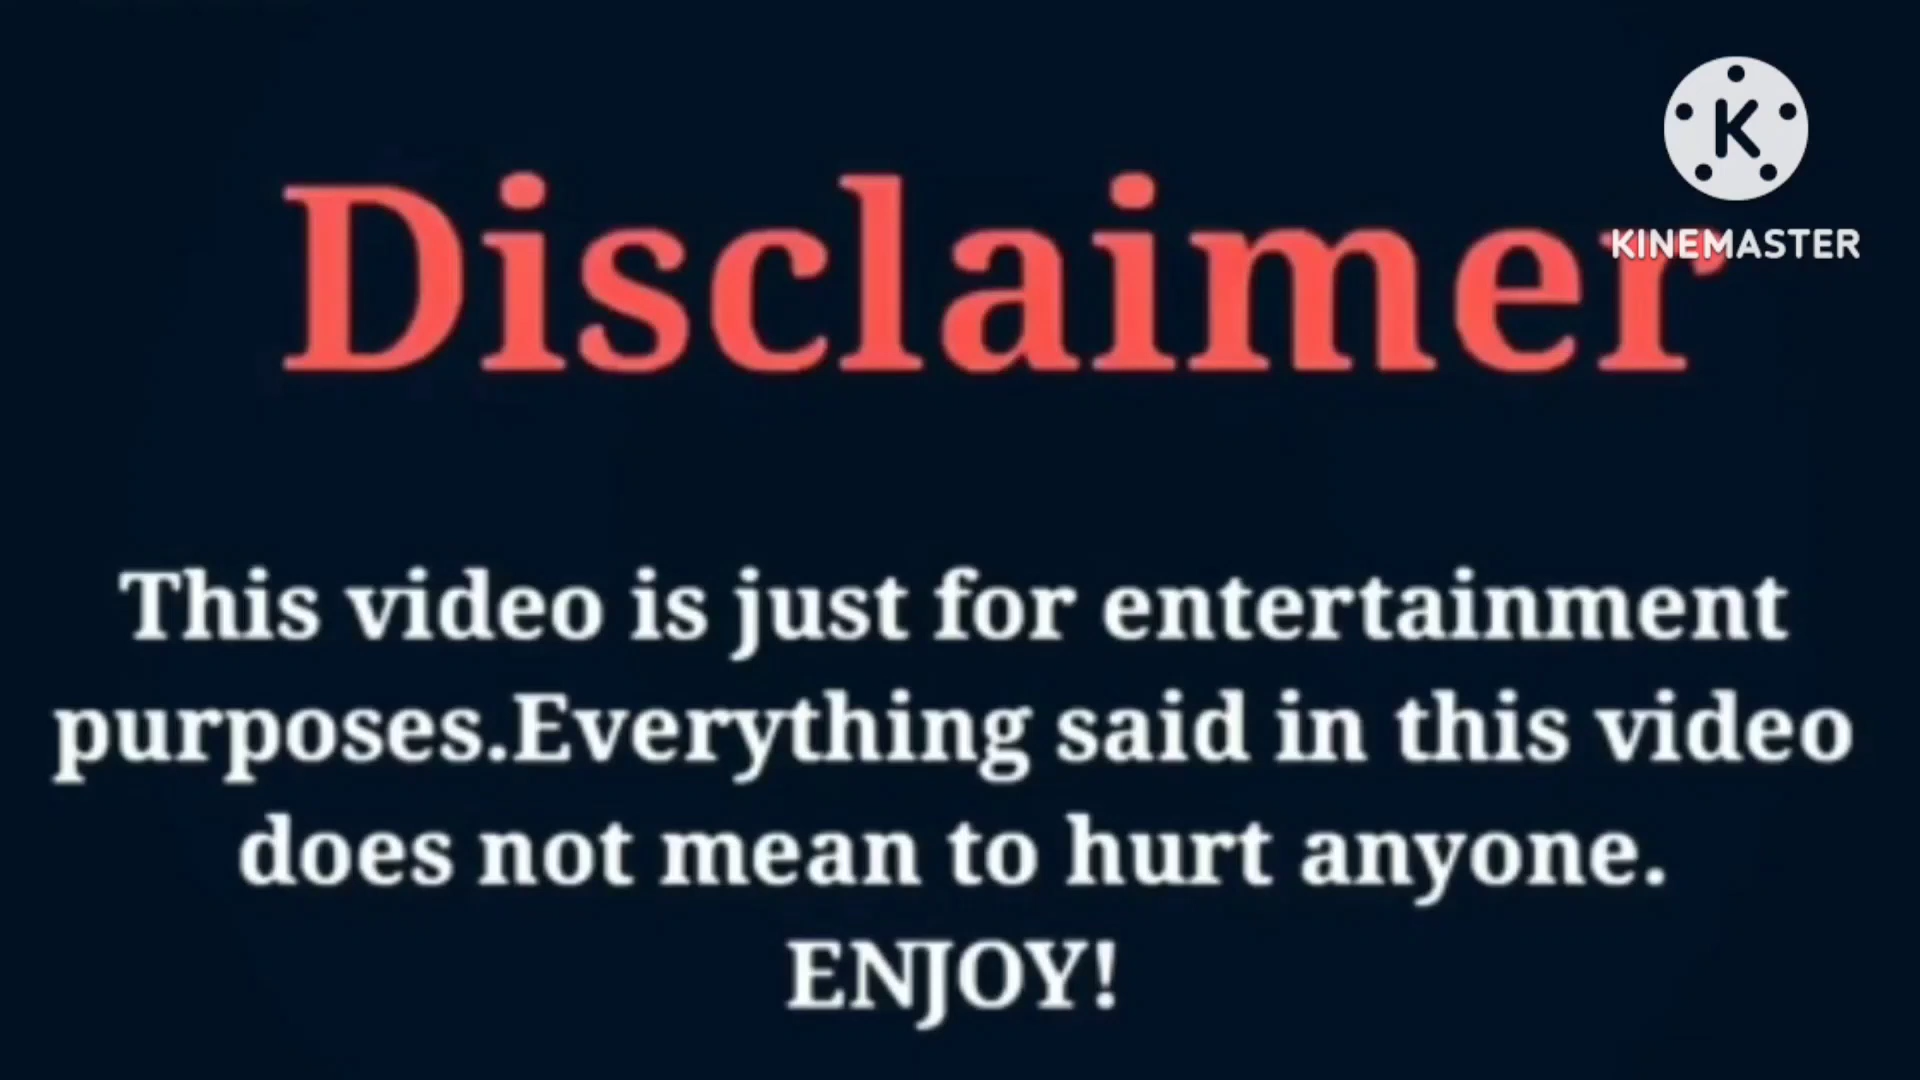 K
KINEMASTER
Disclaimer
This video is just for entertainment
purposes.Everything said in this video
does not mean to hurt anyone.
ENJOY!